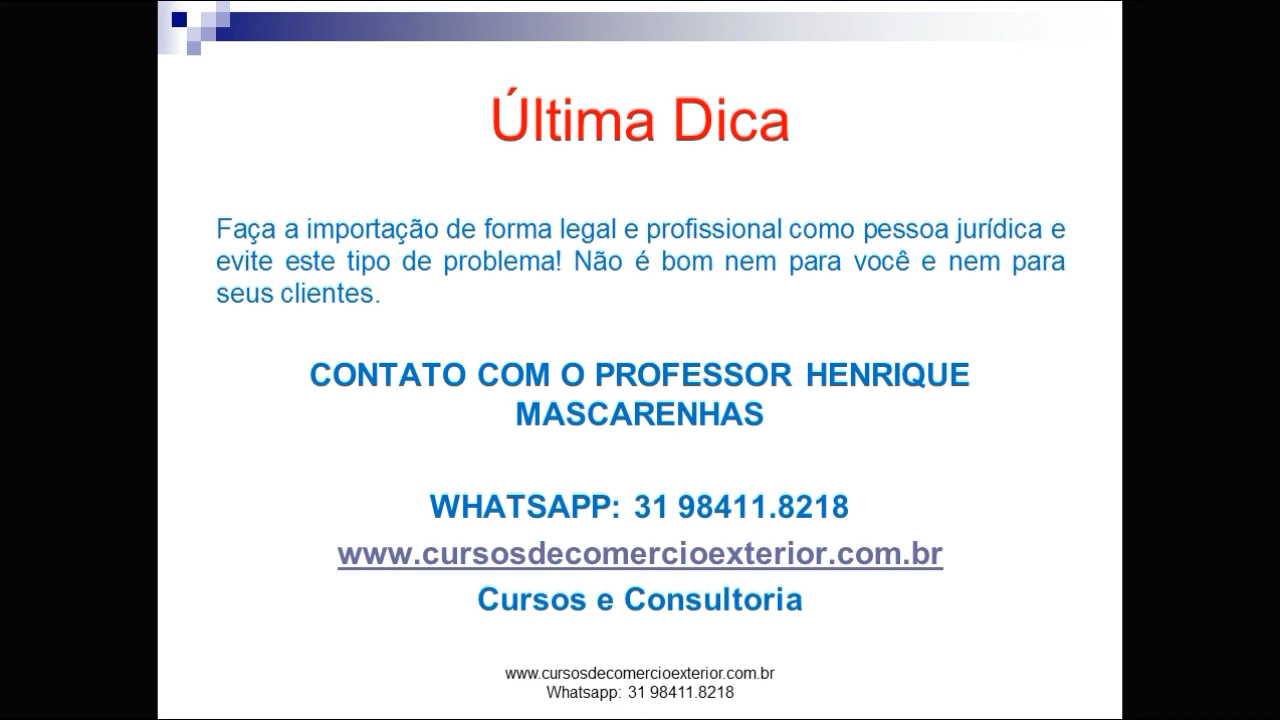 Última Dica
Faça a importação de forma legal e profissional como pessoa jurídica e
evite este tipo de problema! Não é bom nem para você e nem para
seus clientes.
CONTATO COM O PROFESSOR HENRIQUE
MASCARENHAS
WHATSAPP: 31 98411.8218
www.cursosdecomercioexterior.com.br
Cursos e Consultoria
www.cursosdecomercioexterior.com.br
Whatsapp: 31 98411.8218